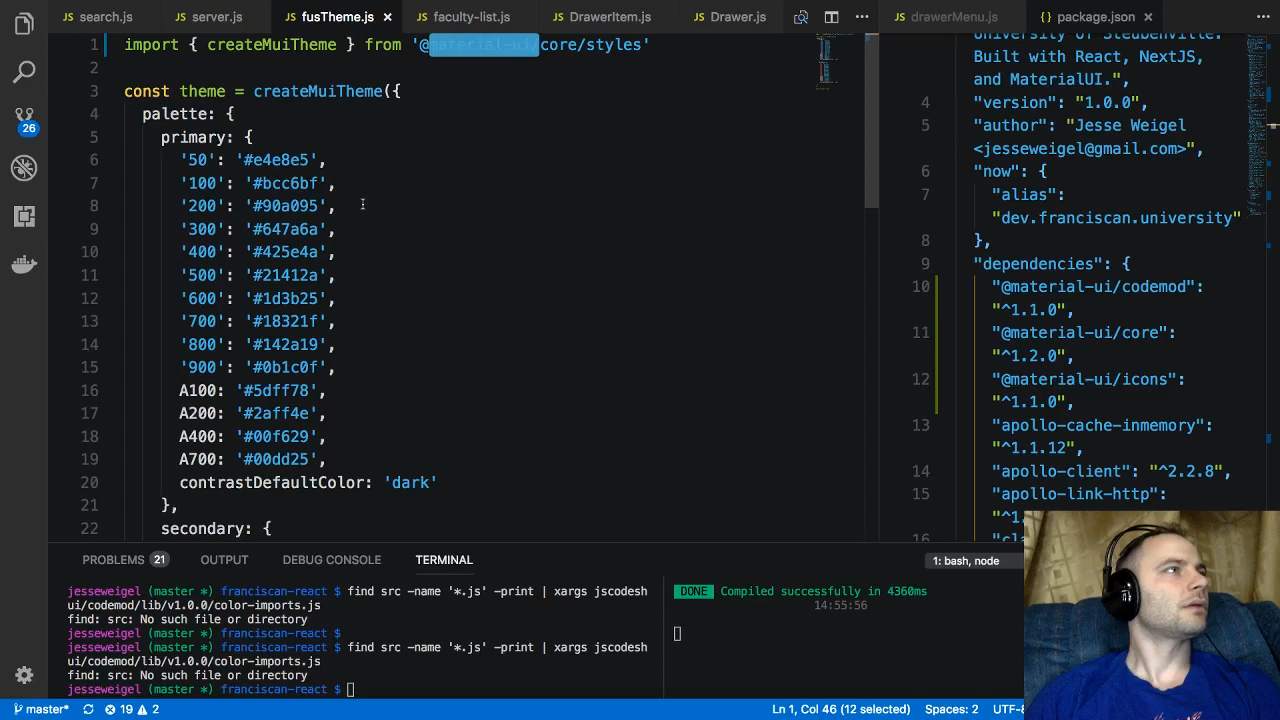 search.js
server.js
fusTheme.js
faculty-list.js
DrawerItem.js
Drawer.js
drawerMenu.js
package.json
1 import { createMuiTheme } from '@material-ui/core/styles'
2
3 const theme = createMuiTheme({
4 palette: {
5 primary: {
6 '50': '#e4e8e5',
7 '100': '#bcc6bf',
8 '200': '#90a095',
9 '300': '#647a6a',
10 '400': '#425e4a',
11 '500': '#21412a',
12 '600': '#1d3b25',
13 '700': '#18321f',
14 '800': '#142a19',
15 '900': '#0b1c0f',
16 A100: '#5dff78',
17 A200: '#2aff4e',
18 A400: '#00f629',
19 A700: '#00dd25',
20 contrastDefaultColor: 'dark'
21 },
22 secondary: {
26
University of Steubenville.
Built with React, NextJS,
and MaterialUI.",
4 "version": "1.0.0",
5 "author": "Jesse Weigel
<jesseweigel@gmail.com>",
6 "now": {
7 "alias":
"dev.franciscan.university"
8 },
9 "dependencies": {
10 "@material-ui/codemod":
"^1.1.0",
11 "@material-ui/core":
"^1.2.0",
12 "@material-ui/icons":
"^1.1.0",
13 "apollo-cache-inmemory":
"^1.1.12",
14 "apollo-client": "^2.2.8",
15 "apollo-link-http":
"^1.
16
PROBLEMS 21
OUTPUT
DEBUG CONSOLE
TERMINAL
1: bash, node
jesseweigel (master *) franciscan-react $ find src -name '*.js' -print | xargs jscodesh
ui/codemod/lib/v1.0.0/color-imports.js
find: src: No such file or directory
jesseweigel (master *) franciscan-react $
jesseweigel (master *) franciscan-react $ find src -name '*.js' -print | xargs jscodesh
ui/codemod/lib/v1.0.0/color-imports.js
find: src: No such file or directory
jesseweigel (master *) franciscan-react $
DONE Compiled successfully in 4360ms
14:55:56
master*
19 2
Ln 1, Col 46 (12 selected)
Spaces: 2
UTF-8